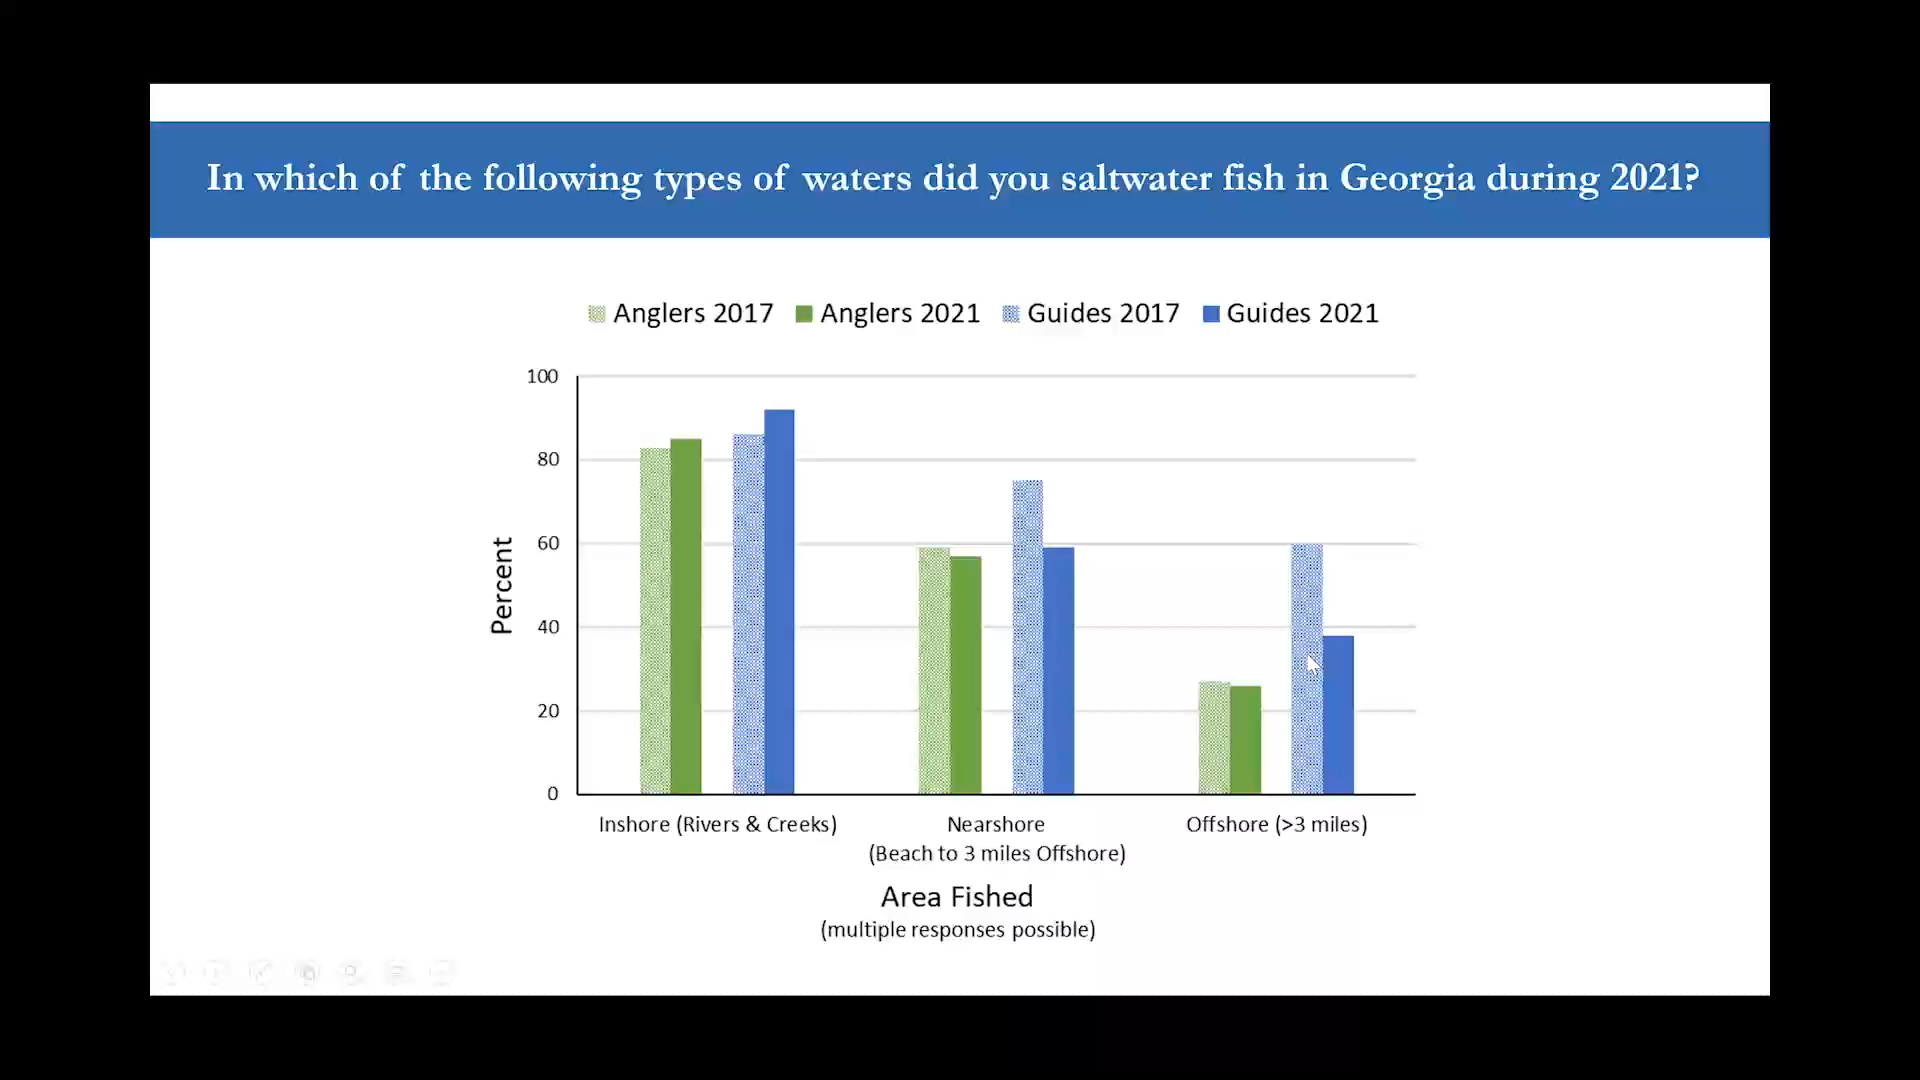 In which of the following types of waters did you saltwater fish in Georgia during 2021?
Anglers 2017 Anglers 2021 Guides 2017 Guides 2021
100
80
60
40
20
0
Percent
Inshore (Rivers & Creeks)
Nearshore
(Beach to 3 miles Offshore)
Offshore (>3 miles)
Area Fished
(multiple responses possible)